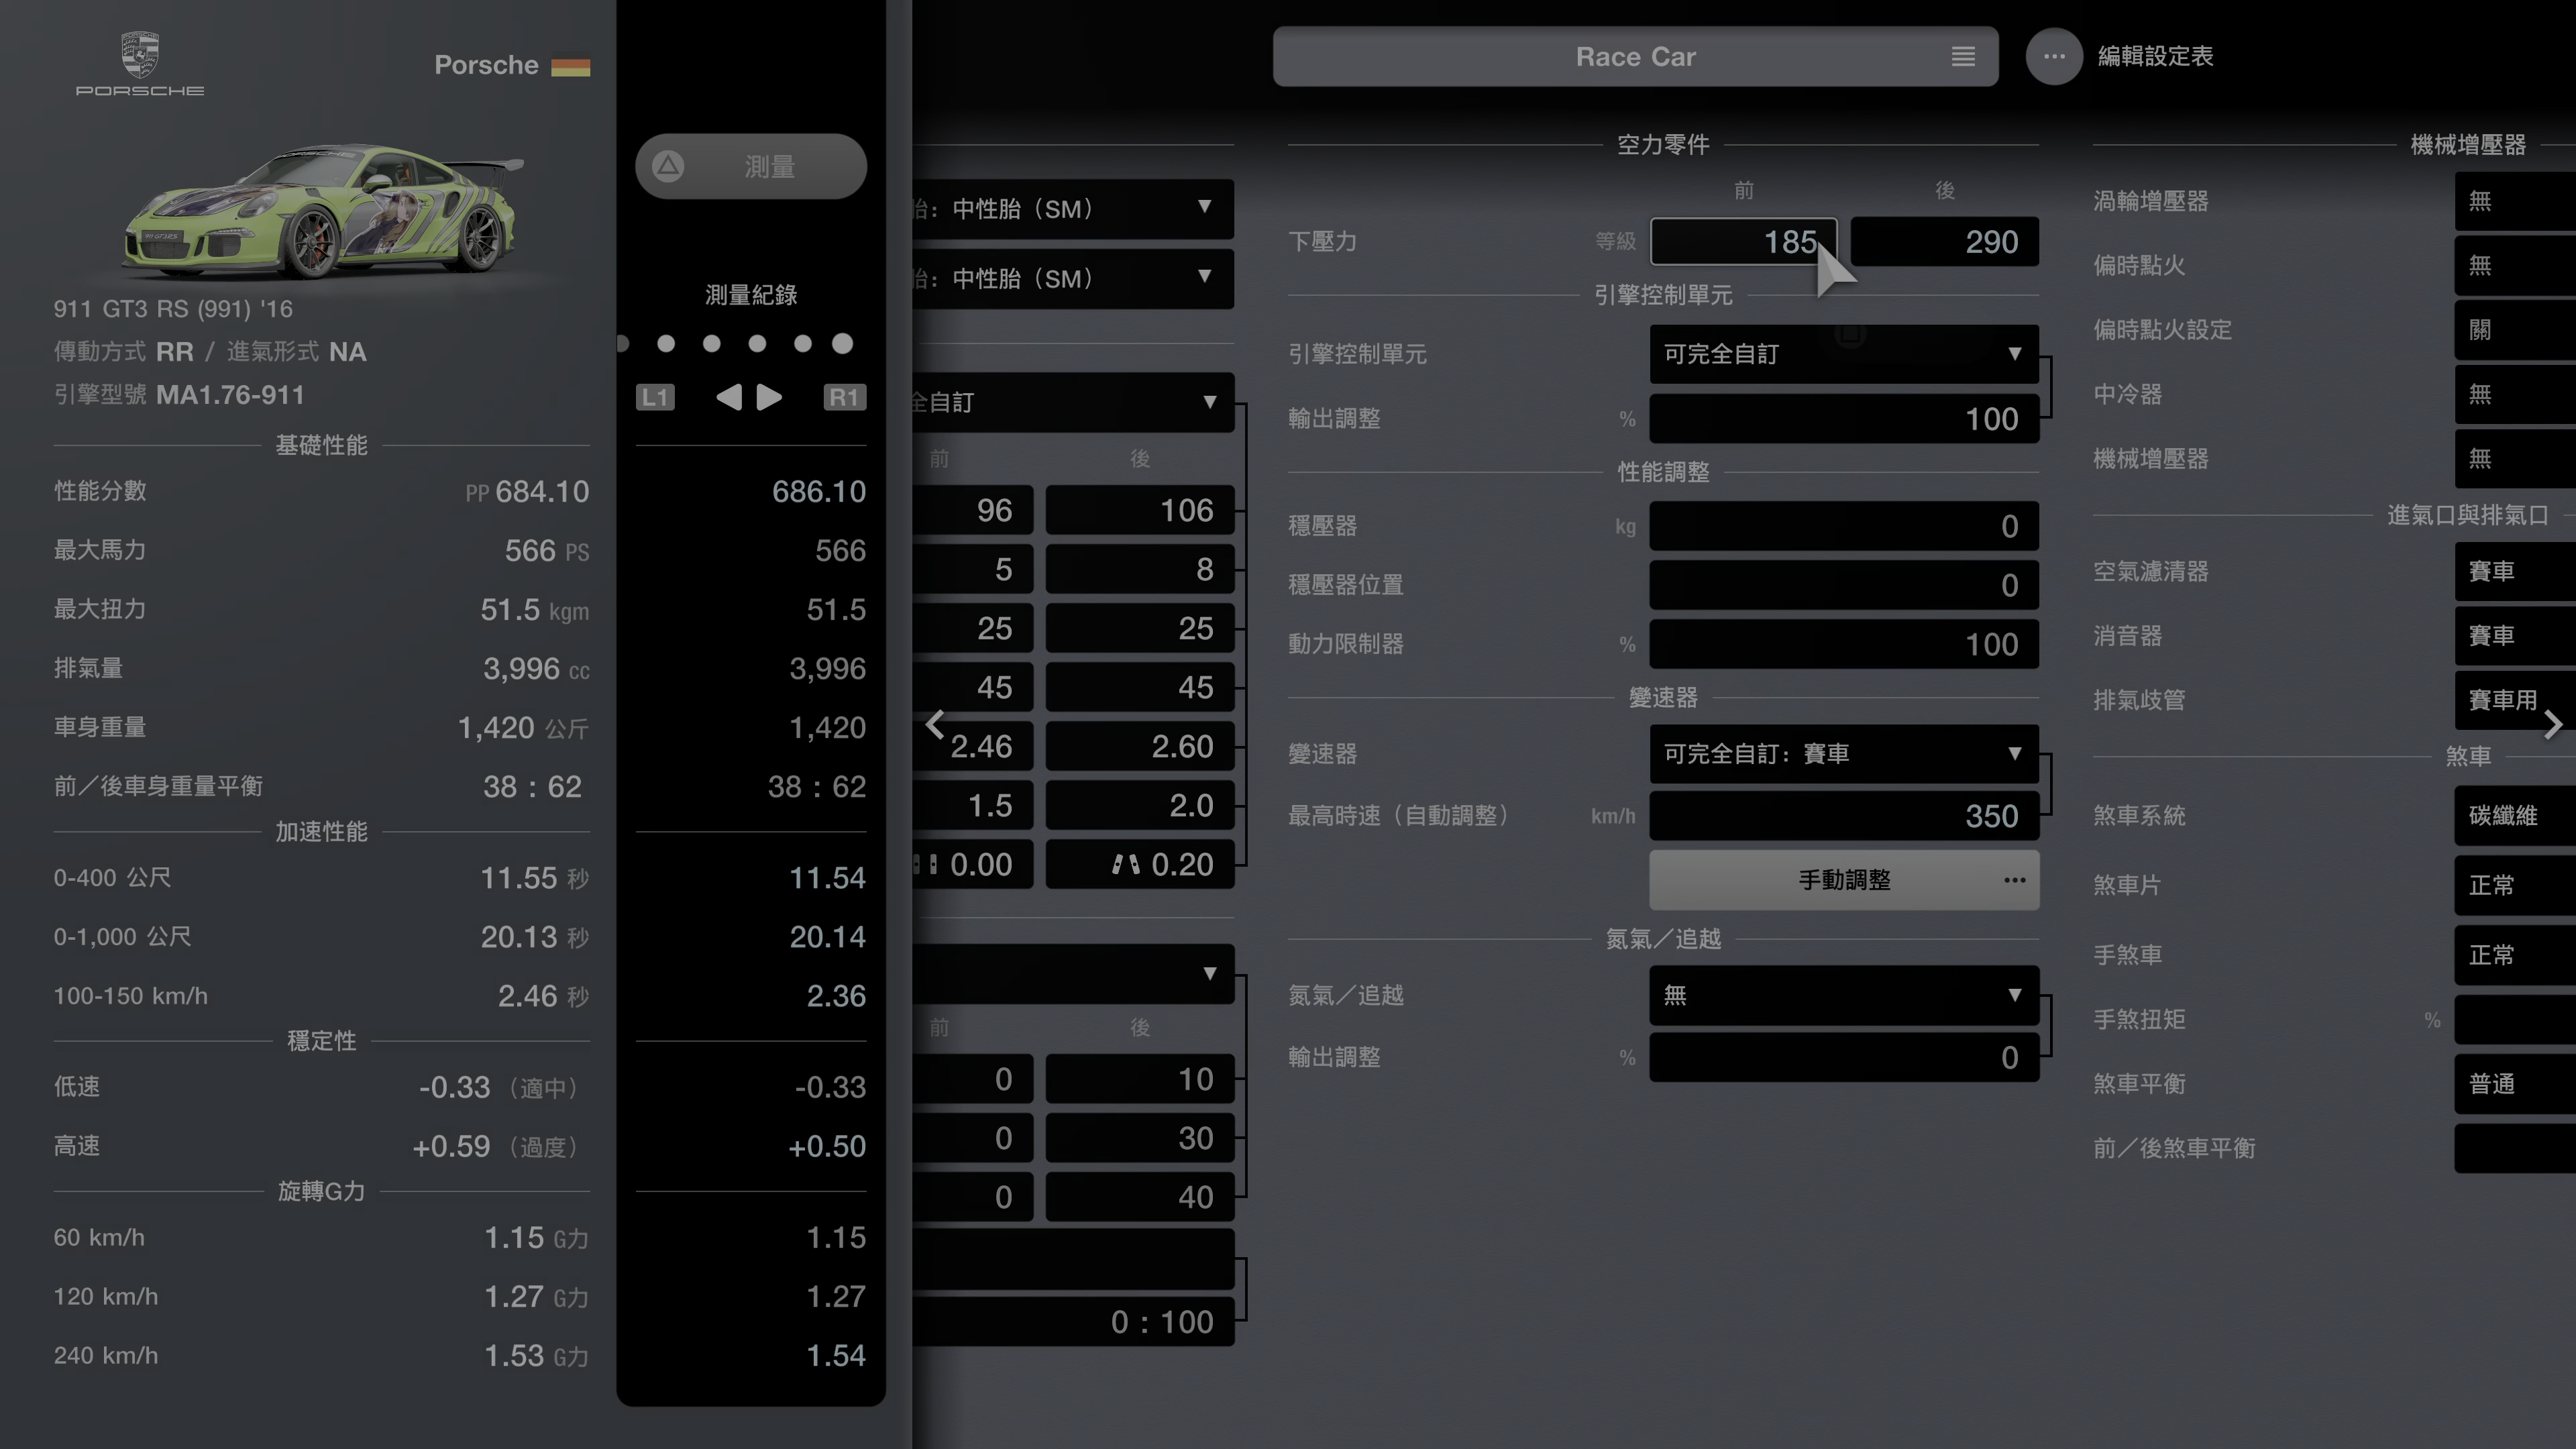 PORSCHE
Porsche
911 GT3 RS (991) '16
傳動方式 RR / 進氣形式 NA
引擎型號 MA1.76-911
基礎性能
性能分數 PP 684.10
最大馬力 566 PS
最大扭力 51.5 kgm
排氣量 3,996 cc
車身重量 1,420 公斤
前／後車身重量平衡 38 : 62
加速性能
0-400 公尺 11.55 秒
0-1,000 公尺 20.13 秒
100-150 km/h 2.46 秒
穩定性
低速 -0.33（適中）
高速 +0.59（過度）
旋轉G力
60 km/h 1.15 G力
120 km/h 1.27 G力
240 km/h 1.53 G力
測量
測量紀錄
L1 R1
686.10
566
51.5
3,996
1,420
38 : 62
11.54
20.14
2.36
-0.33
+0.50
1.15
1.27
1.54
Race Car
編輯設定表
胎：中性胎（SM）
胎：中性胎（SM）
全自訂
前 後
96 106
5 8
25 25
45 45
2.46 2.60
1.5 2.0
0.00 0.20
前 後
0 10
0 30
0 40
0 : 100
空力零件
前 後
下壓力 等級 185 290
引擎控制單元
引擎控制單元 可完全自訂
輸出調整 % 100
性能調整
穩壓器 kg 0
穩壓器位置 0
動力限制器 % 100
變速器
變速器 可完全自訂：賽車
最高時速（自動調整） km/h 350
手動調整
氮氣／追越
氮氣／追越 無
輸出調整 % 0
機械增壓器
渦輪增壓器 無
偏時點火 無
偏時點火設定 關
中冷器 無
機械增壓器 無
進氣口與排氣口
空氣濾清器 賽車
消音器 賽車
排氣歧管 賽車用
煞車
煞車系統 碳纖維
煞車片 正常
手煞車 正常
手煞扭矩 %
煞車平衡 普通
前／後煞車平衡